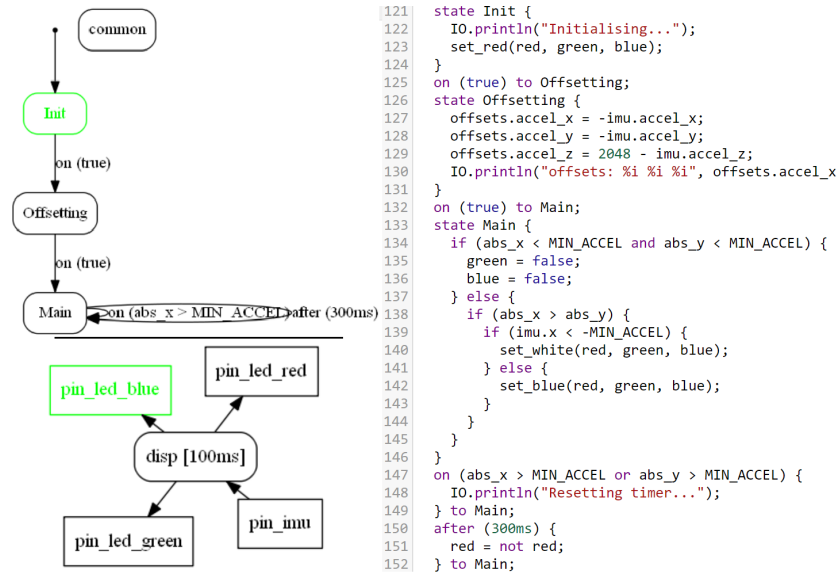 common
Init
on (true)
Offsetting
on (true)
Main
on (abs_x > MIN_ACCEL)
after (300ms)
pin_led_blue
pin_led_red
disp [100ms]
pin_led_green
pin_imu
121 state Init {
122 IO.println("Initialising...");
123 set_red(red, green, blue);
124 }
125 on (true) to Offsetting;
126 state Offsetting {
127 offsets.accel_x = -imu.accel_x;
128 offsets.accel_y = -imu.accel_y;
129 offsets.accel_z = 2048 - imu.accel_z;
130 IO.println("offsets: %i %i %i", offsets.accel_x
131 }
132 on (true) to Main;
133 state Main {
134 if (abs_x < MIN_ACCEL and abs_y < MIN_ACCEL) {
135 green = false;
136 blue = false;
137 } else {
138 if (abs_x > abs_y) {
139 if (imu.x < -MIN_ACCEL) {
140 set_white(red, green, blue);
141 } else {
142 set_blue(red, green, blue);
143 }
144 }
145 }
146 }
147 on (abs_x > MIN_ACCEL or abs_y > MIN_ACCEL) {
148 IO.println("Resetting timer...");
149 } to Main;
150 after (300ms) {
151 red = not red;
152 } to Main;